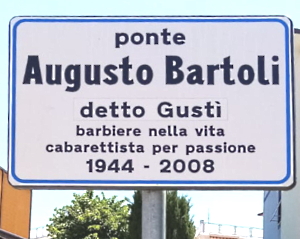 ponte
Augusto Bartoli
detto Gustì
barbiere nella vita
cabarettista per passione
1944 - 2008